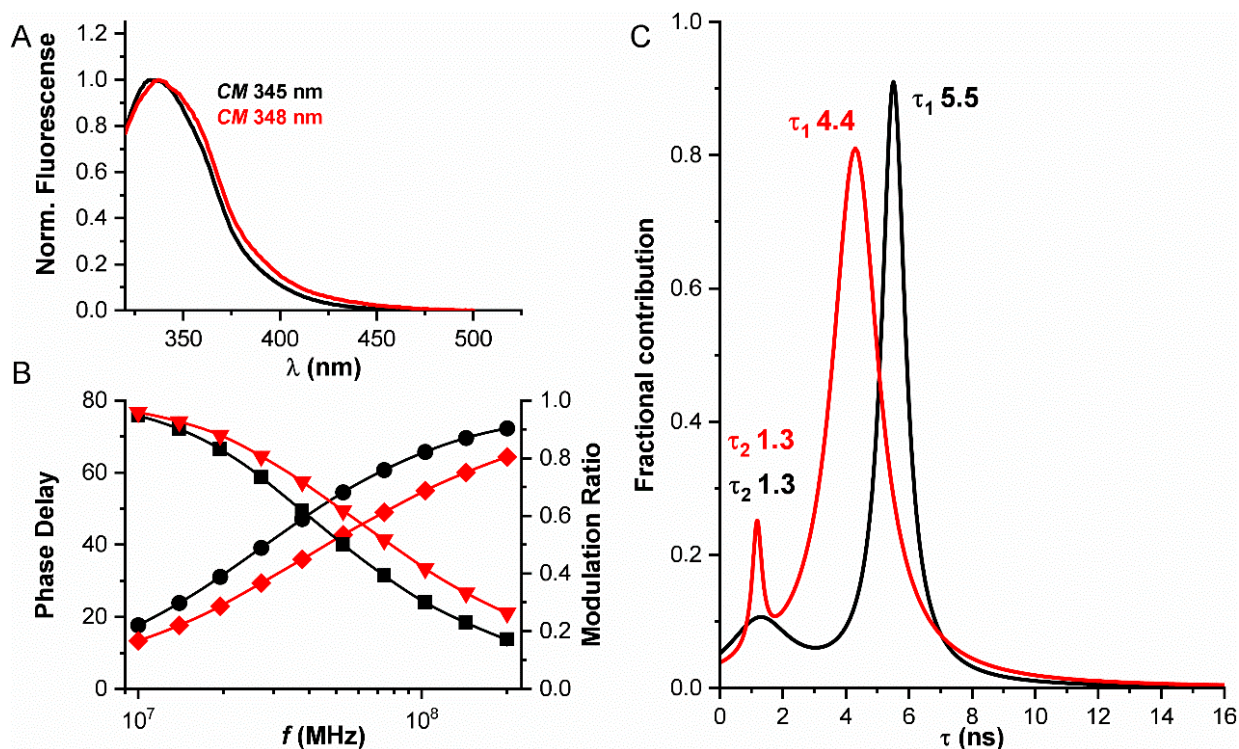 A
Norm. Fluorescense
1.2
1.0
0.8
0.6
0.4
0.2
0.0
CM 345 nm
CM 348 nm
350
400
450
500
λ (nm)
B
Phase Delay
80
60
40
20
0
1.0
0.8
0.6
0.4
0.2
0.0
Modulation Ratio
10⁷
10⁸
f (MHz)
C
Fractional contribution
1.0
0.8
0.6
0.4
0.2
0.0
τ₁ 4.4
τ₁ 5.5
τ₂ 1.3
τ₂ 1.3
0
2
4
6
8
10
12
14
16
τ (ns)